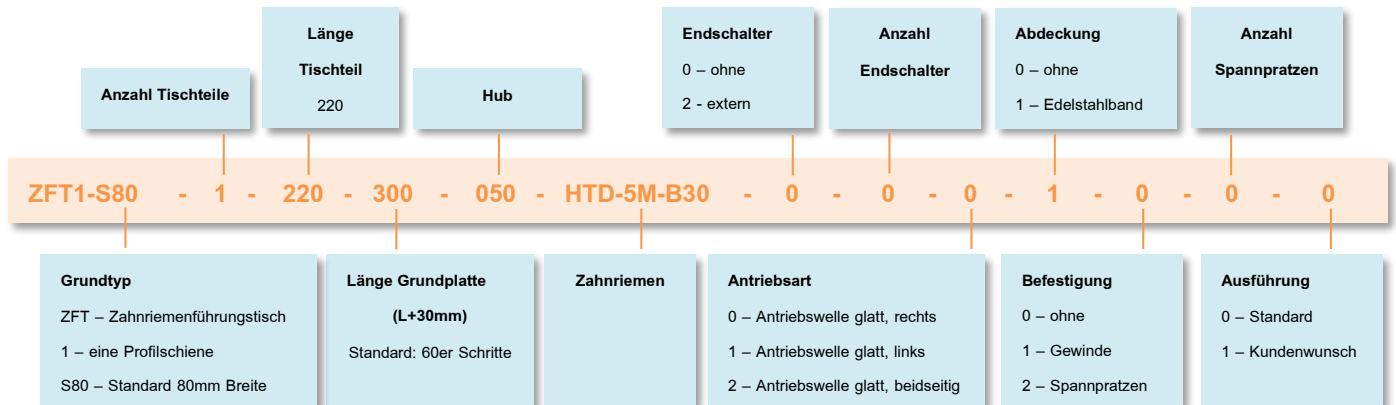 Anzahl Tischteile
Länge
Tischteil
220
Hub
Endschalter
0 – ohne
2 - extern
Anzahl
Endschalter
Abdeckung
0 – ohne
1 – Edelstahlband
Anzahl
Spannpratzen
ZFT1-S80 - 1 - 220 - 300 - 050 - HTD-5M-B30 - 0 - 0 - 0 - 1 - 0 - 0 - 0
Grundtyp
ZFT – Zahnriemenführungstisch
1 – eine Profilschiene
S80 – Standard 80mm Breite
Länge Grundplatte
(L+30mm)
Standard: 60er Schritte
Zahnriemen
Antriebsart
0 – Antriebswelle glatt, rechts
1 – Antriebswelle glatt, links
2 – Antriebswelle glatt, beidseitig
Befestigung
0 – ohne
1 – Gewinde
2 – Spannpratzen
Ausführung
0 – Standard
1 – Kundenwunsch